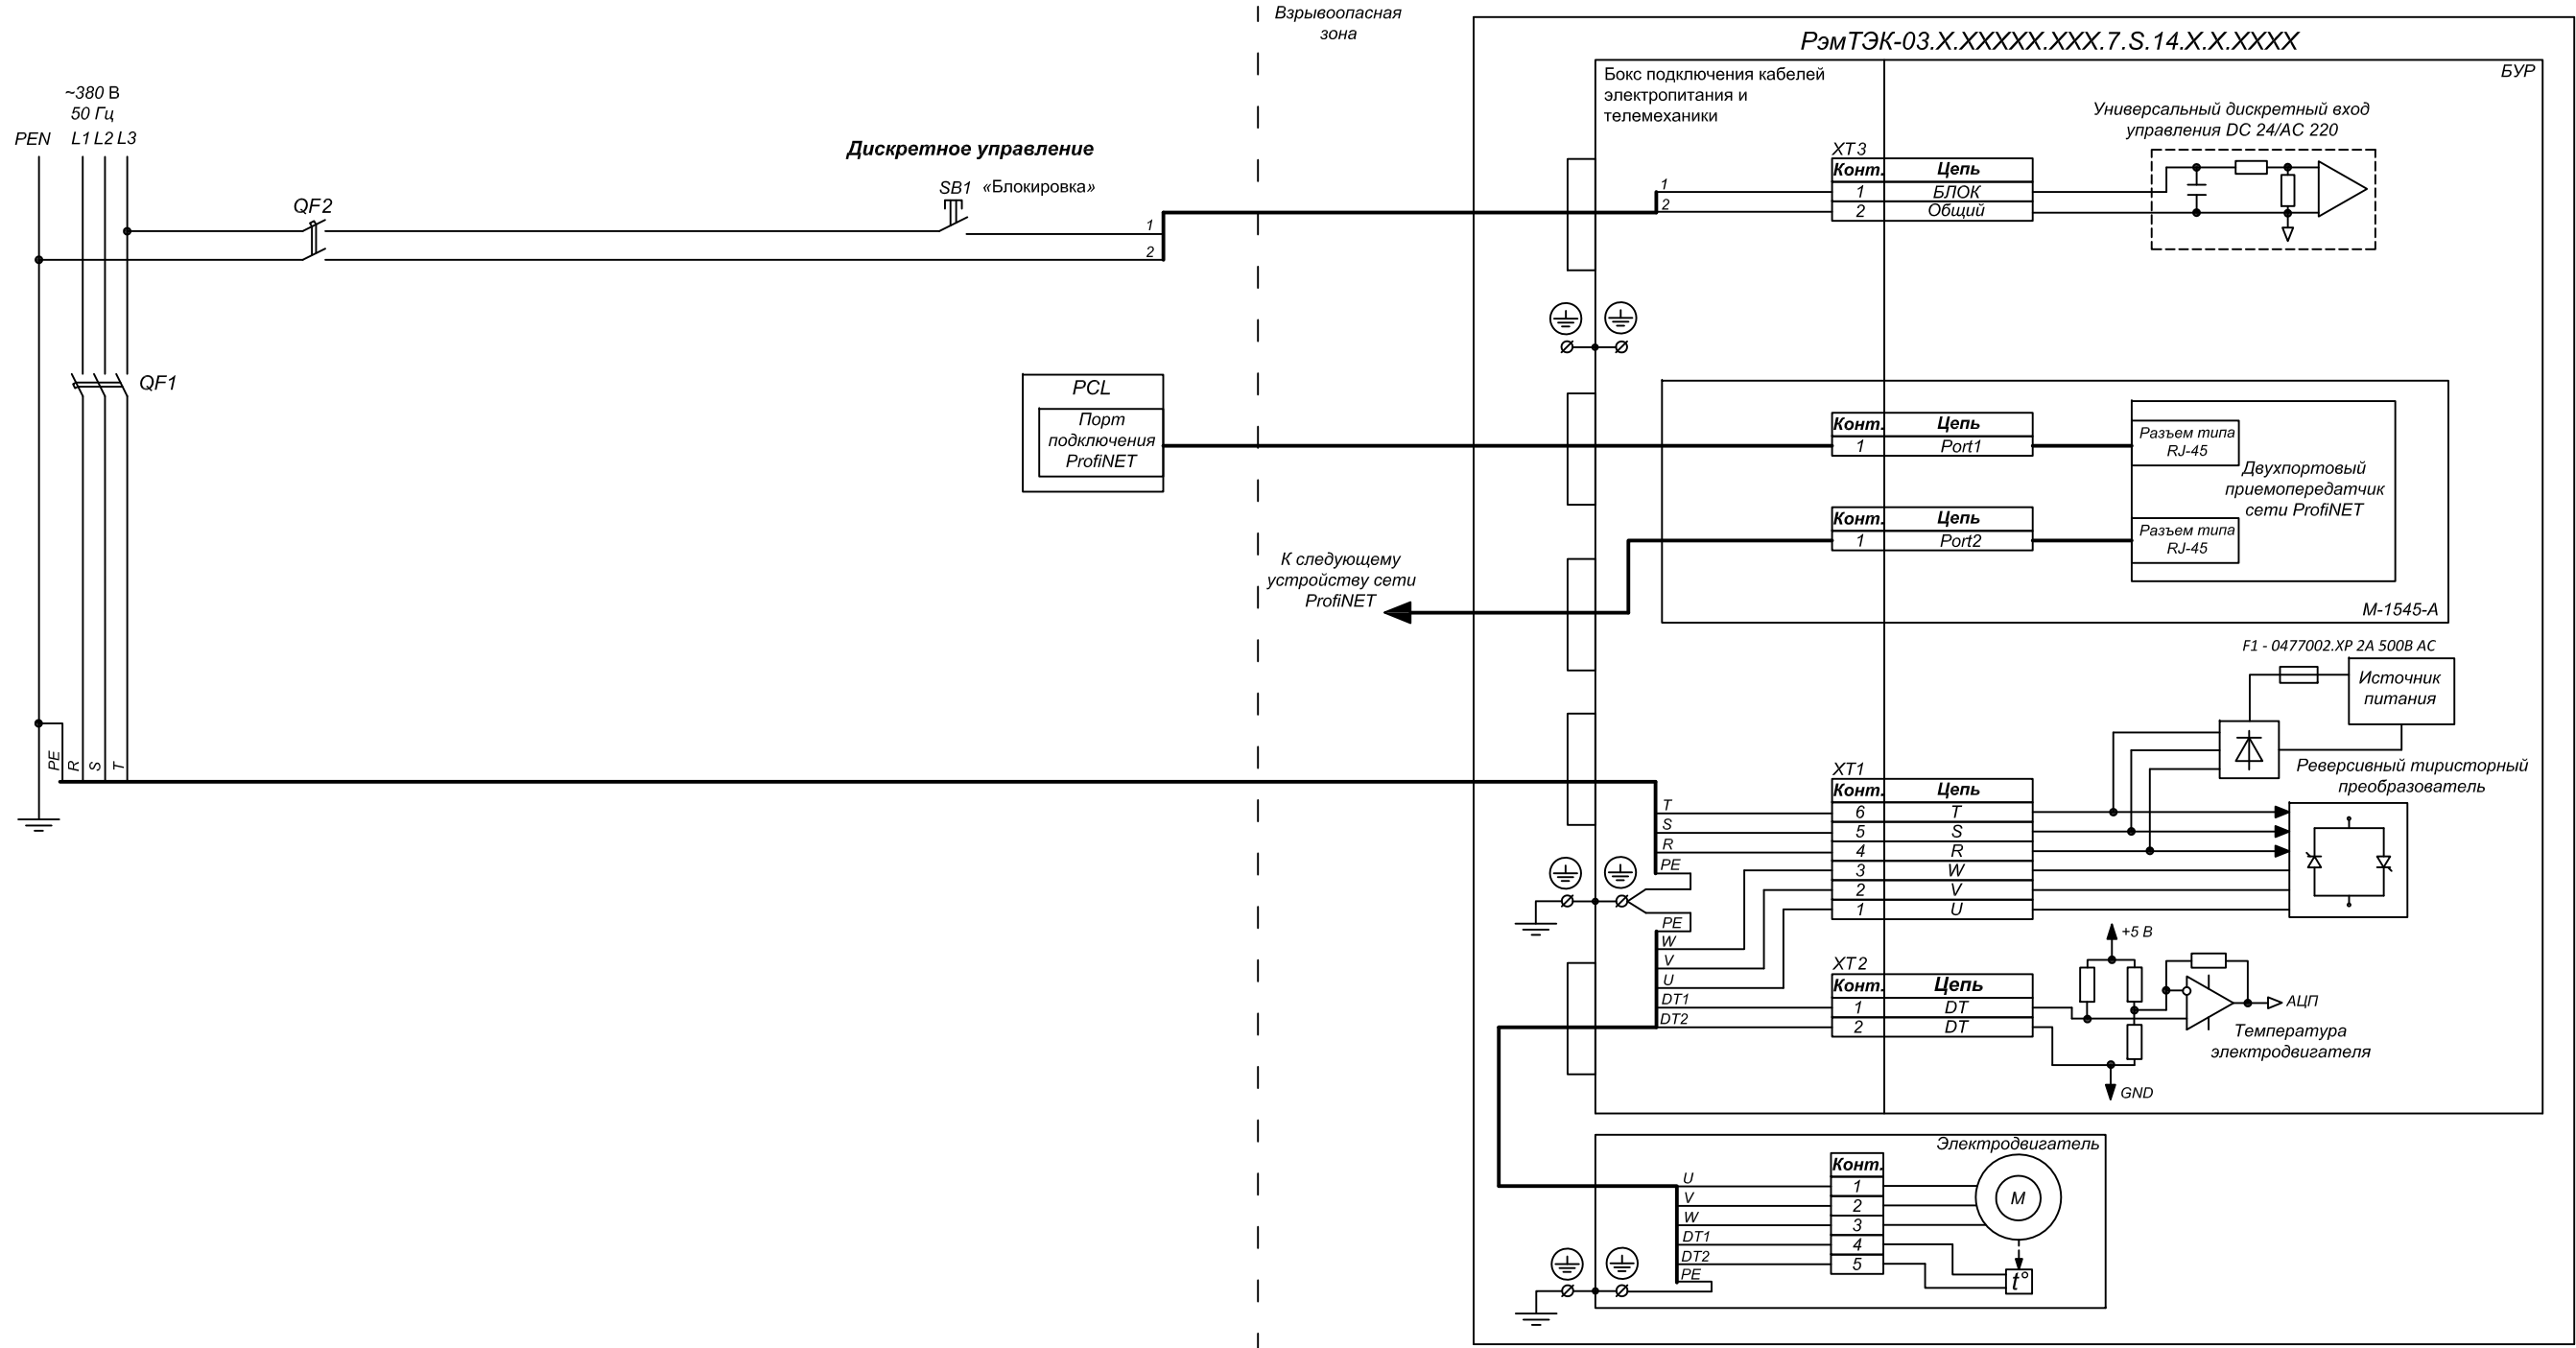 Взрывоопасная
зона
РэмТЭК-03.X.XXXXX.XXX.7.S.14.X.X.XXXX
БУР
Бокс подключения кабелей
электропитания и
телемеханики
~380 В
50 Гц
PEN L1 L2 L3
Универсальный дискретный вход
управления DC 24/AC 220
Дискретное управление
SB1 «Блокировка»
QF2
1
2
1
2
XT3
Конт. Цепь
1 БЛОК
2 Общий
QF1
PCL
Порт
подключения
ProfiNET
Конт. Цепь
1 Port1
Разъем типа
RJ-45
Двухпортовый
приемопередатчик
сети ProfiNET
Конт. Цепь
1 Port2
Разъем типа
RJ-45
М-1545-А
К следующему
устройству сети
ProfiNET
F1 - 0477002.XP 2A 500В AC
Источник
питания
Реверсивный тиристорный
преобразователь
PE
R
S
T
T
S
R
PE
XT1
Конт. Цепь
6 T
5 S
4 R
3 W
2 V
1 U
PE
W
V
U
DT1
DT2
XT2
Конт. Цепь
1 DT
2 DT
+5 В
АЦП
Температура
электродвигателя
GND
Электродвигатель
Конт.
U 1
V 2
W 3
DT1 4
DT2 5
PE
M
t°